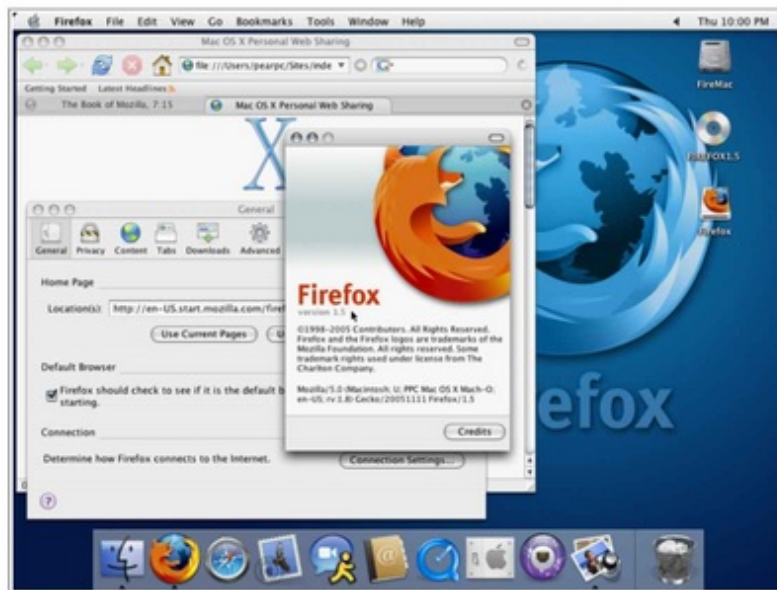 Firefox File Edit View Go Bookmarks Tools Window Help
Thu 10:00 PM
Mac OS X Personal Web Sharing
file:///Users/pearpc/Sites/inde
Getting Started Latest Headlines
The Book of Mozilla, 7:15
Mac OS X Personal Web Sharing
X
FireMac
FIREFOX1.5
Firefox
General
General Privacy Content Tabs Downloads Advanced
Home Page
Location(s): http://en-US.start.mozilla.com/firef
Use Current Pages
U
Default Browser
Firefox should check to see if it is the default b
starting.
Connection
Determine how Firefox connects to the Internet.
Connection Settings...
Firefox
version 1.5
©1998-2005 Contributors. All Rights Reserved.
Firefox and the Firefox logos are trademarks of the
Mozilla Foundation. All rights reserved. Some
trademark rights used under license from The
Charlton Company.
Mozilla/5.0 (Macintosh; U; PPC Mac OS X Mach-O;
en-US; rv:1.8) Gecko/20051111 Firefox/1.5
Credits
efox